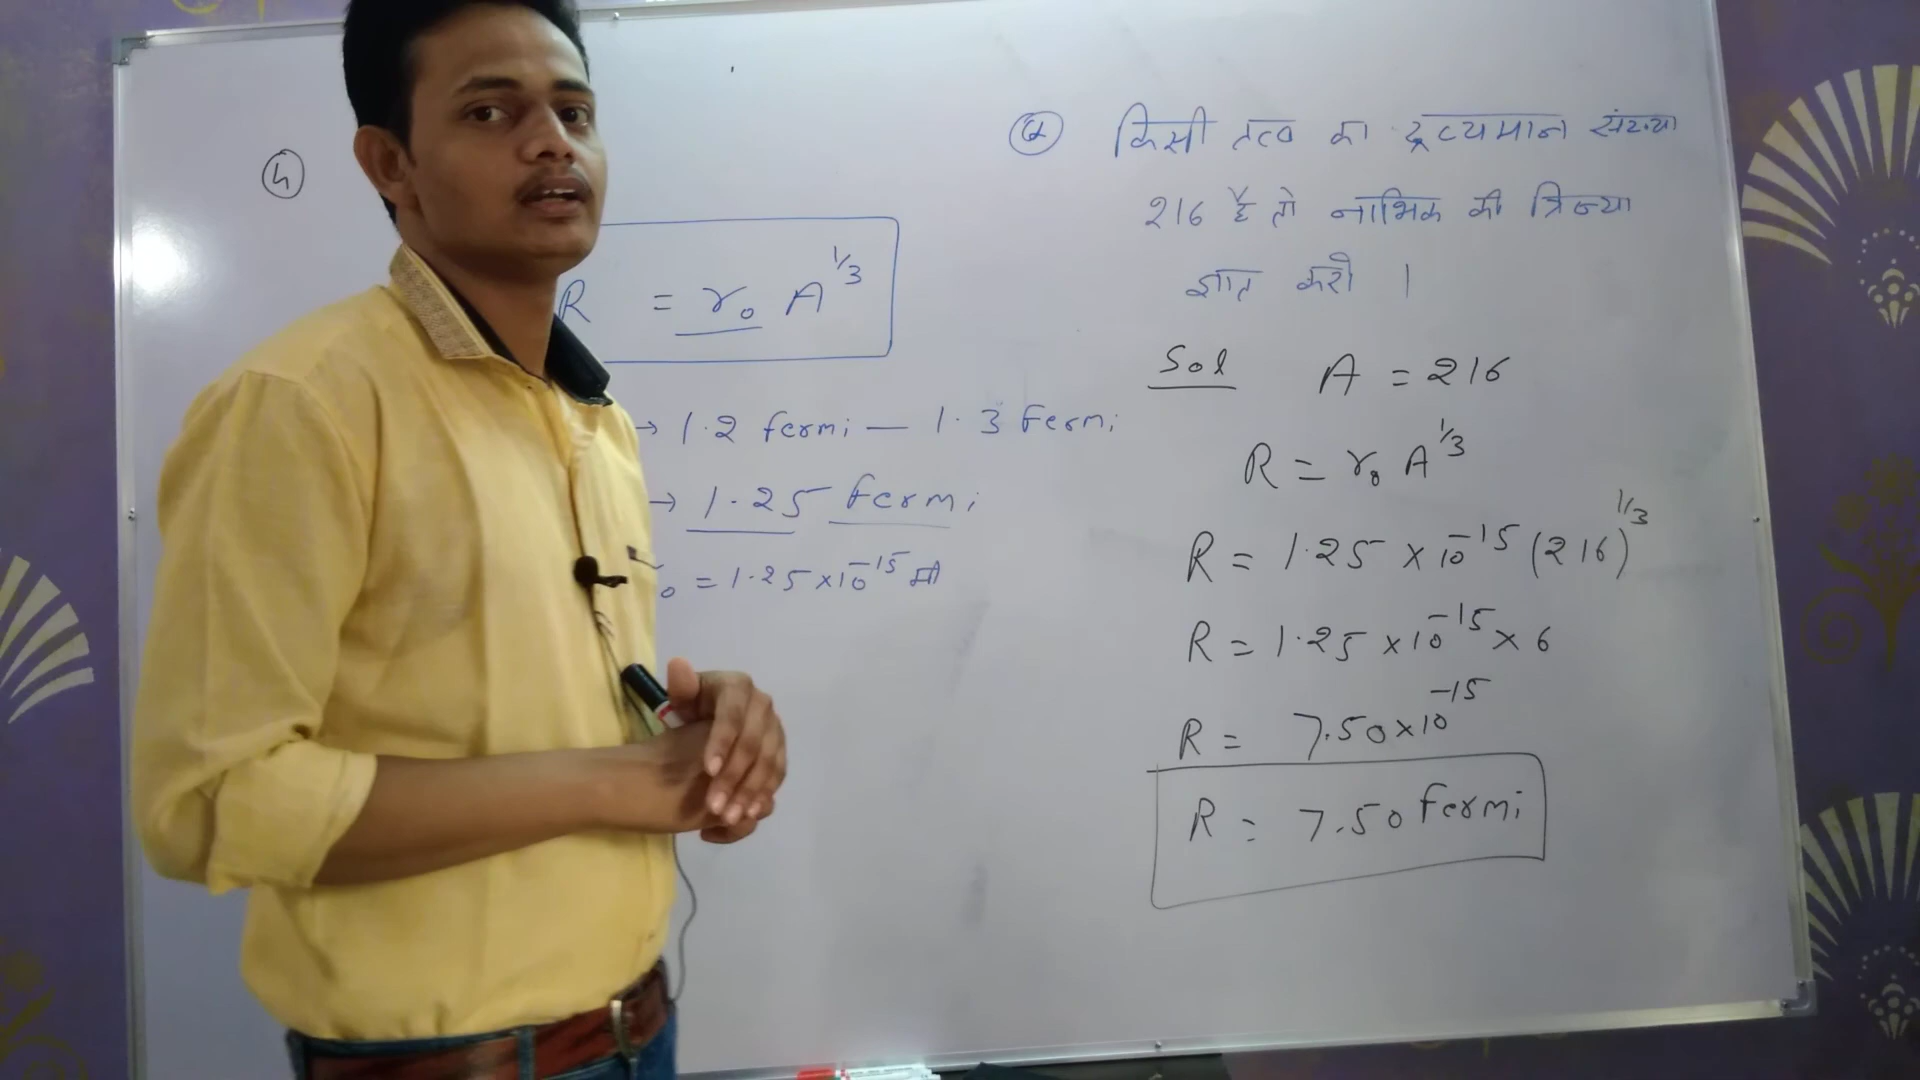 4
R = r₀ A^1/3
→ 1.2 fermi — 1.3 Fermi
→ 1.25 fermi
₀ = 1.25 × 10^-15 मी
Q किसी तत्व का द्रव्यमान संख्या
216 है तो नाभिक की त्रिज्या
ज्ञात करो ।
Sol A = 216
R = r₀ A^1/3
R = 1.25 × 10^-15 (216)^1/3
R = 1.25 × 10^-15 × 6
R = 7.50 × 10^-15
R = 7.50 fermi